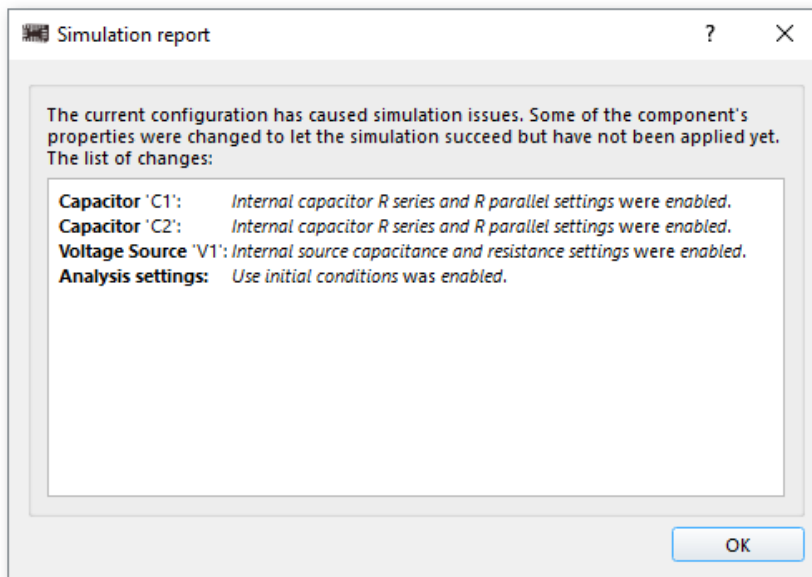 Simulation report
?
The current configuration has caused simulation issues. Some of the component's
properties were changed to let the simulation succeed but have not been applied yet.
The list of changes:
Capacitor 'C1': Internal capacitor R series and R parallel settings were enabled.
Capacitor 'C2': Internal capacitor R series and R parallel settings were enabled.
Voltage Source 'V1': Internal source capacitance and resistance settings were enabled.
Analysis settings: Use initial conditions was enabled.
OK